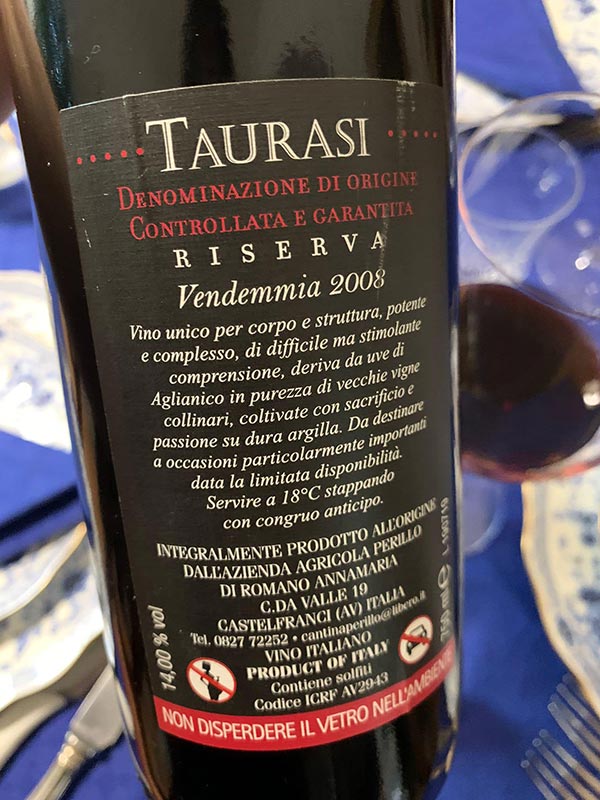 ..... TAURASI .....
DENOMINAZIONE DI ORIGINE
CONTROLLATA E GARANTITA
RISERVA
Vendemmia 2008
Vino unico per corpo e struttura, potente
e complesso, di difficile ma stimolante
comprensione, deriva da uve di
Aglianico in purezza di vecchie vigne
collinari, coltivate con sacrificio e
passione su dura argilla. Da destinare
a occasioni particolarmente importanti
data la limitata disponibilità.
Servire a 18°C stappando
con congruo anticipo.
INTEGRALMENTE PRODOTTO ALL'ORIGINE
DALL'AZIENDA AGRICOLA PERILLO
DI ROMANO ANNAMARIA
C.DA VALLE 19
CASTELFRANCI (AV) ITALIA
Tel. 0827 72252 • cantinaperillo@libero.it
VINO ITALIANO
PRODUCT OF ITALY
Contiene solfiti
Codice ICRF AV2943
14,00 % vol
750 ml e L.190719
NON DISPERDERE IL VETRO NELL'AMBIENTE